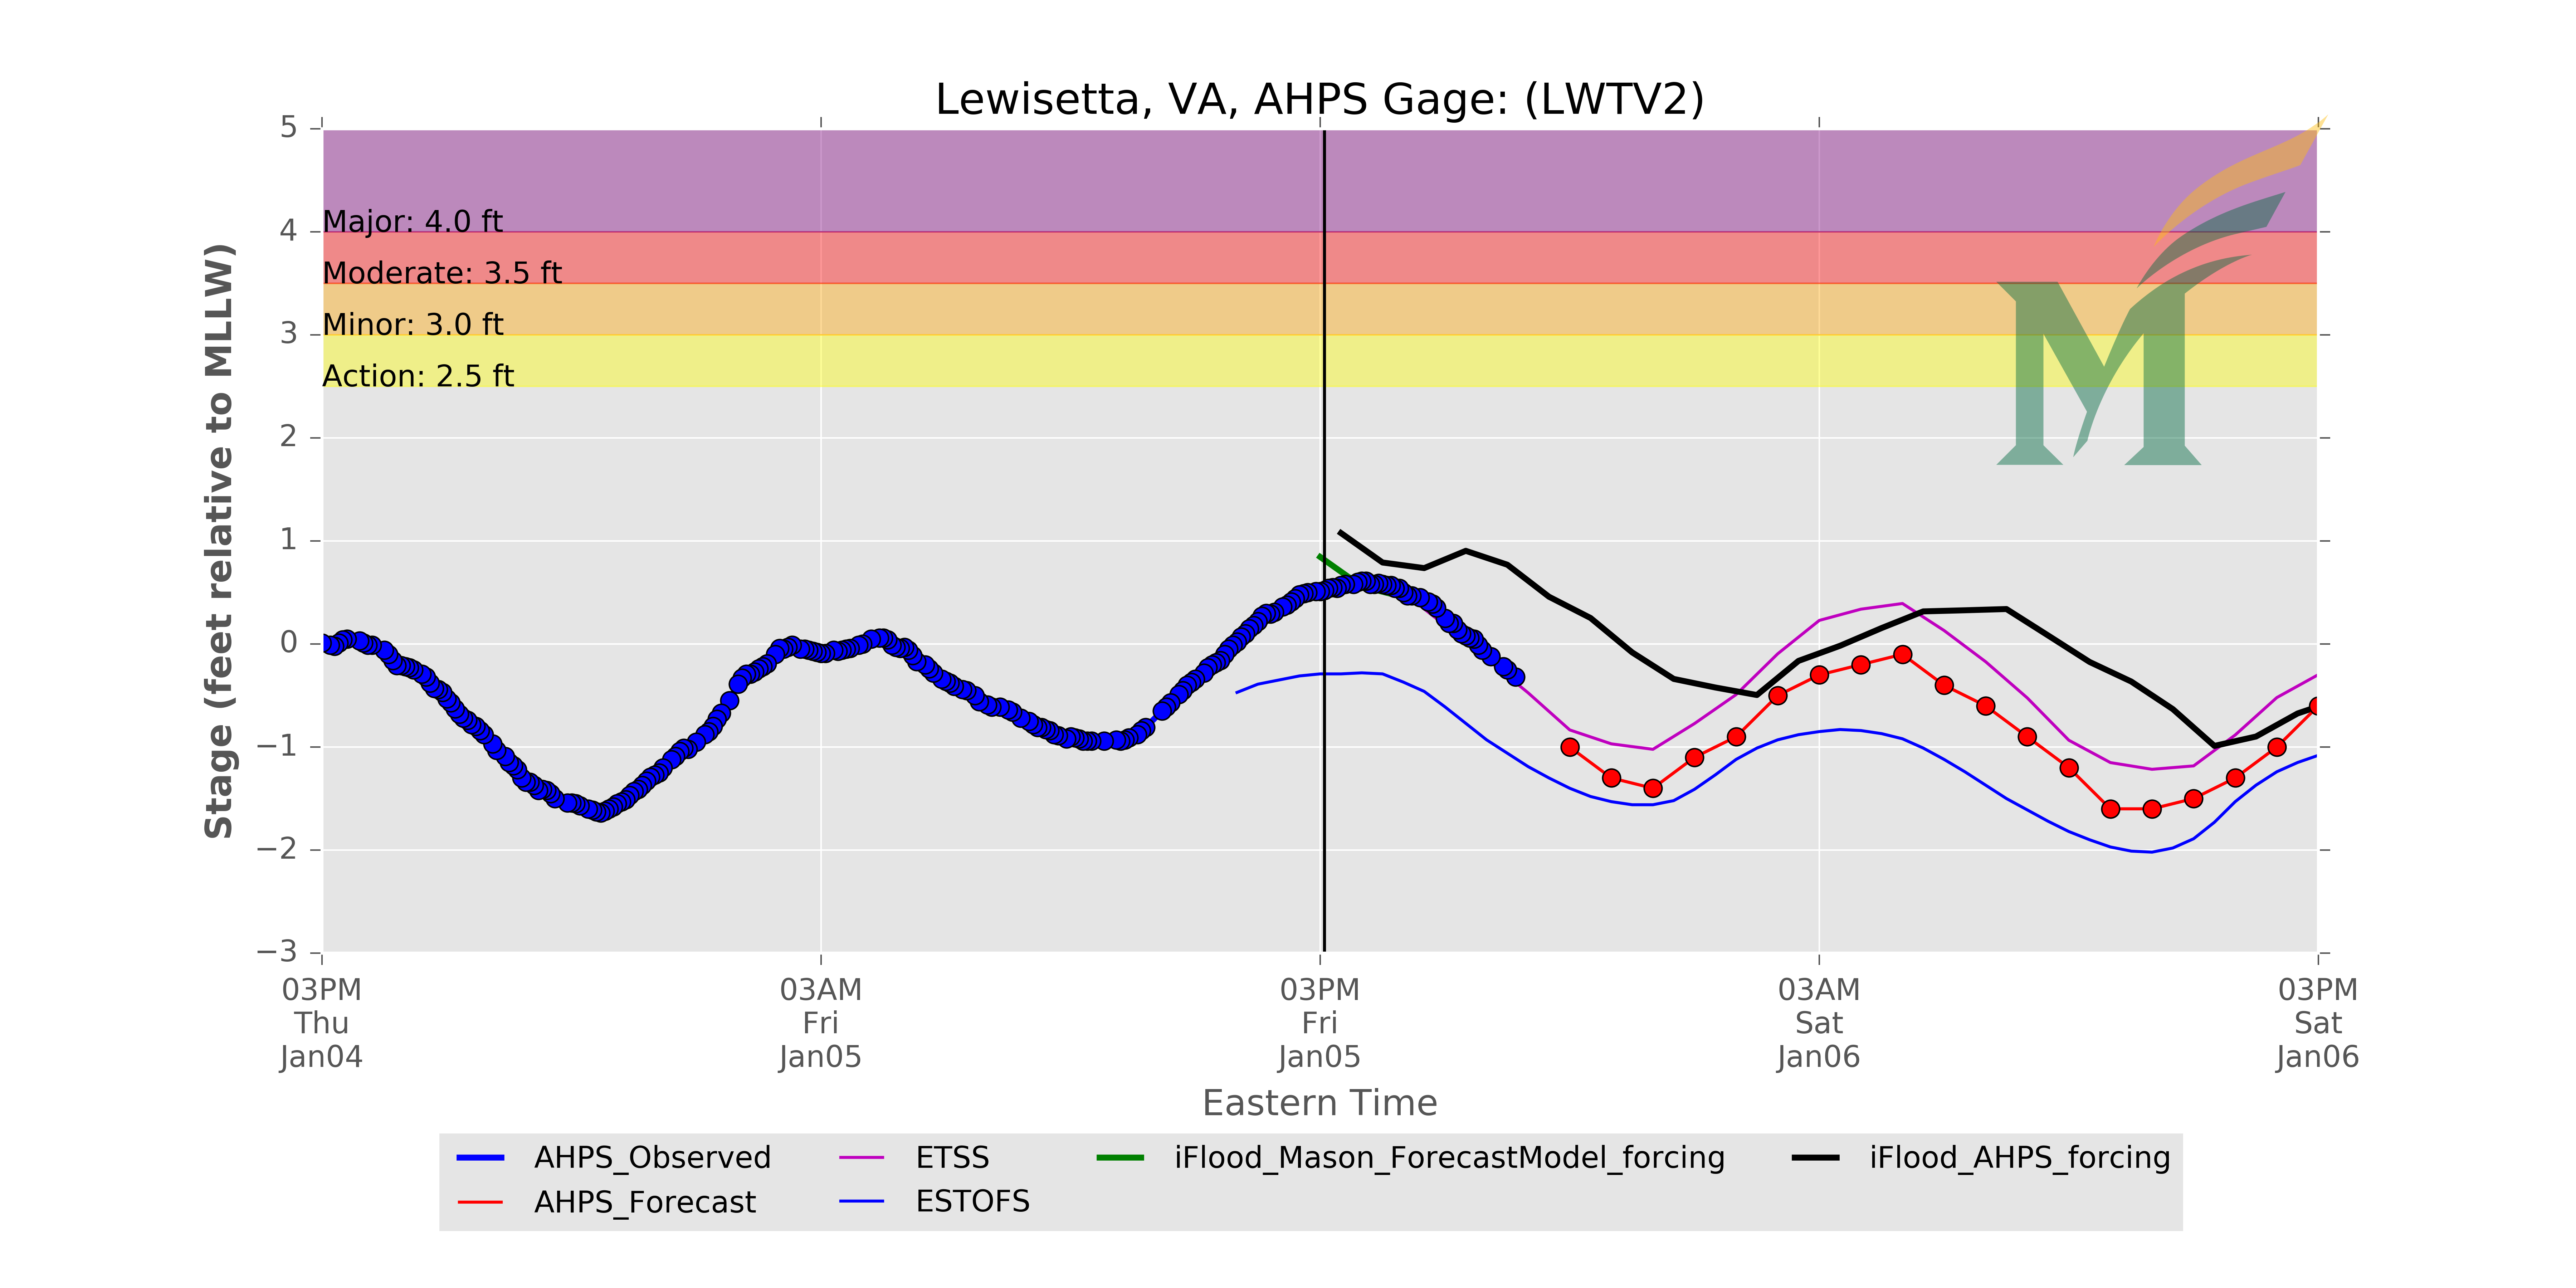 Lewisetta, VA, AHPS Gage: (LWTV2)
Stage (feet relative to MLLW)
5
4
3
2
1
0
−1
−2
−3
Major: 4.0 ft
Moderate: 3.5 ft
Minor: 3.0 ft
Action: 2.5 ft
M
03PM
Thu
Jan04
03AM
Fri
Jan05
03PM
Fri
Jan05
03AM
Sat
Jan06
03PM
Sat
Jan06
Eastern Time
AHPS_Observed
AHPS_Forecast
ETSS
ESTOFS
iFlood_Mason_ForecastModel_forcing
iFlood_AHPS_forcing